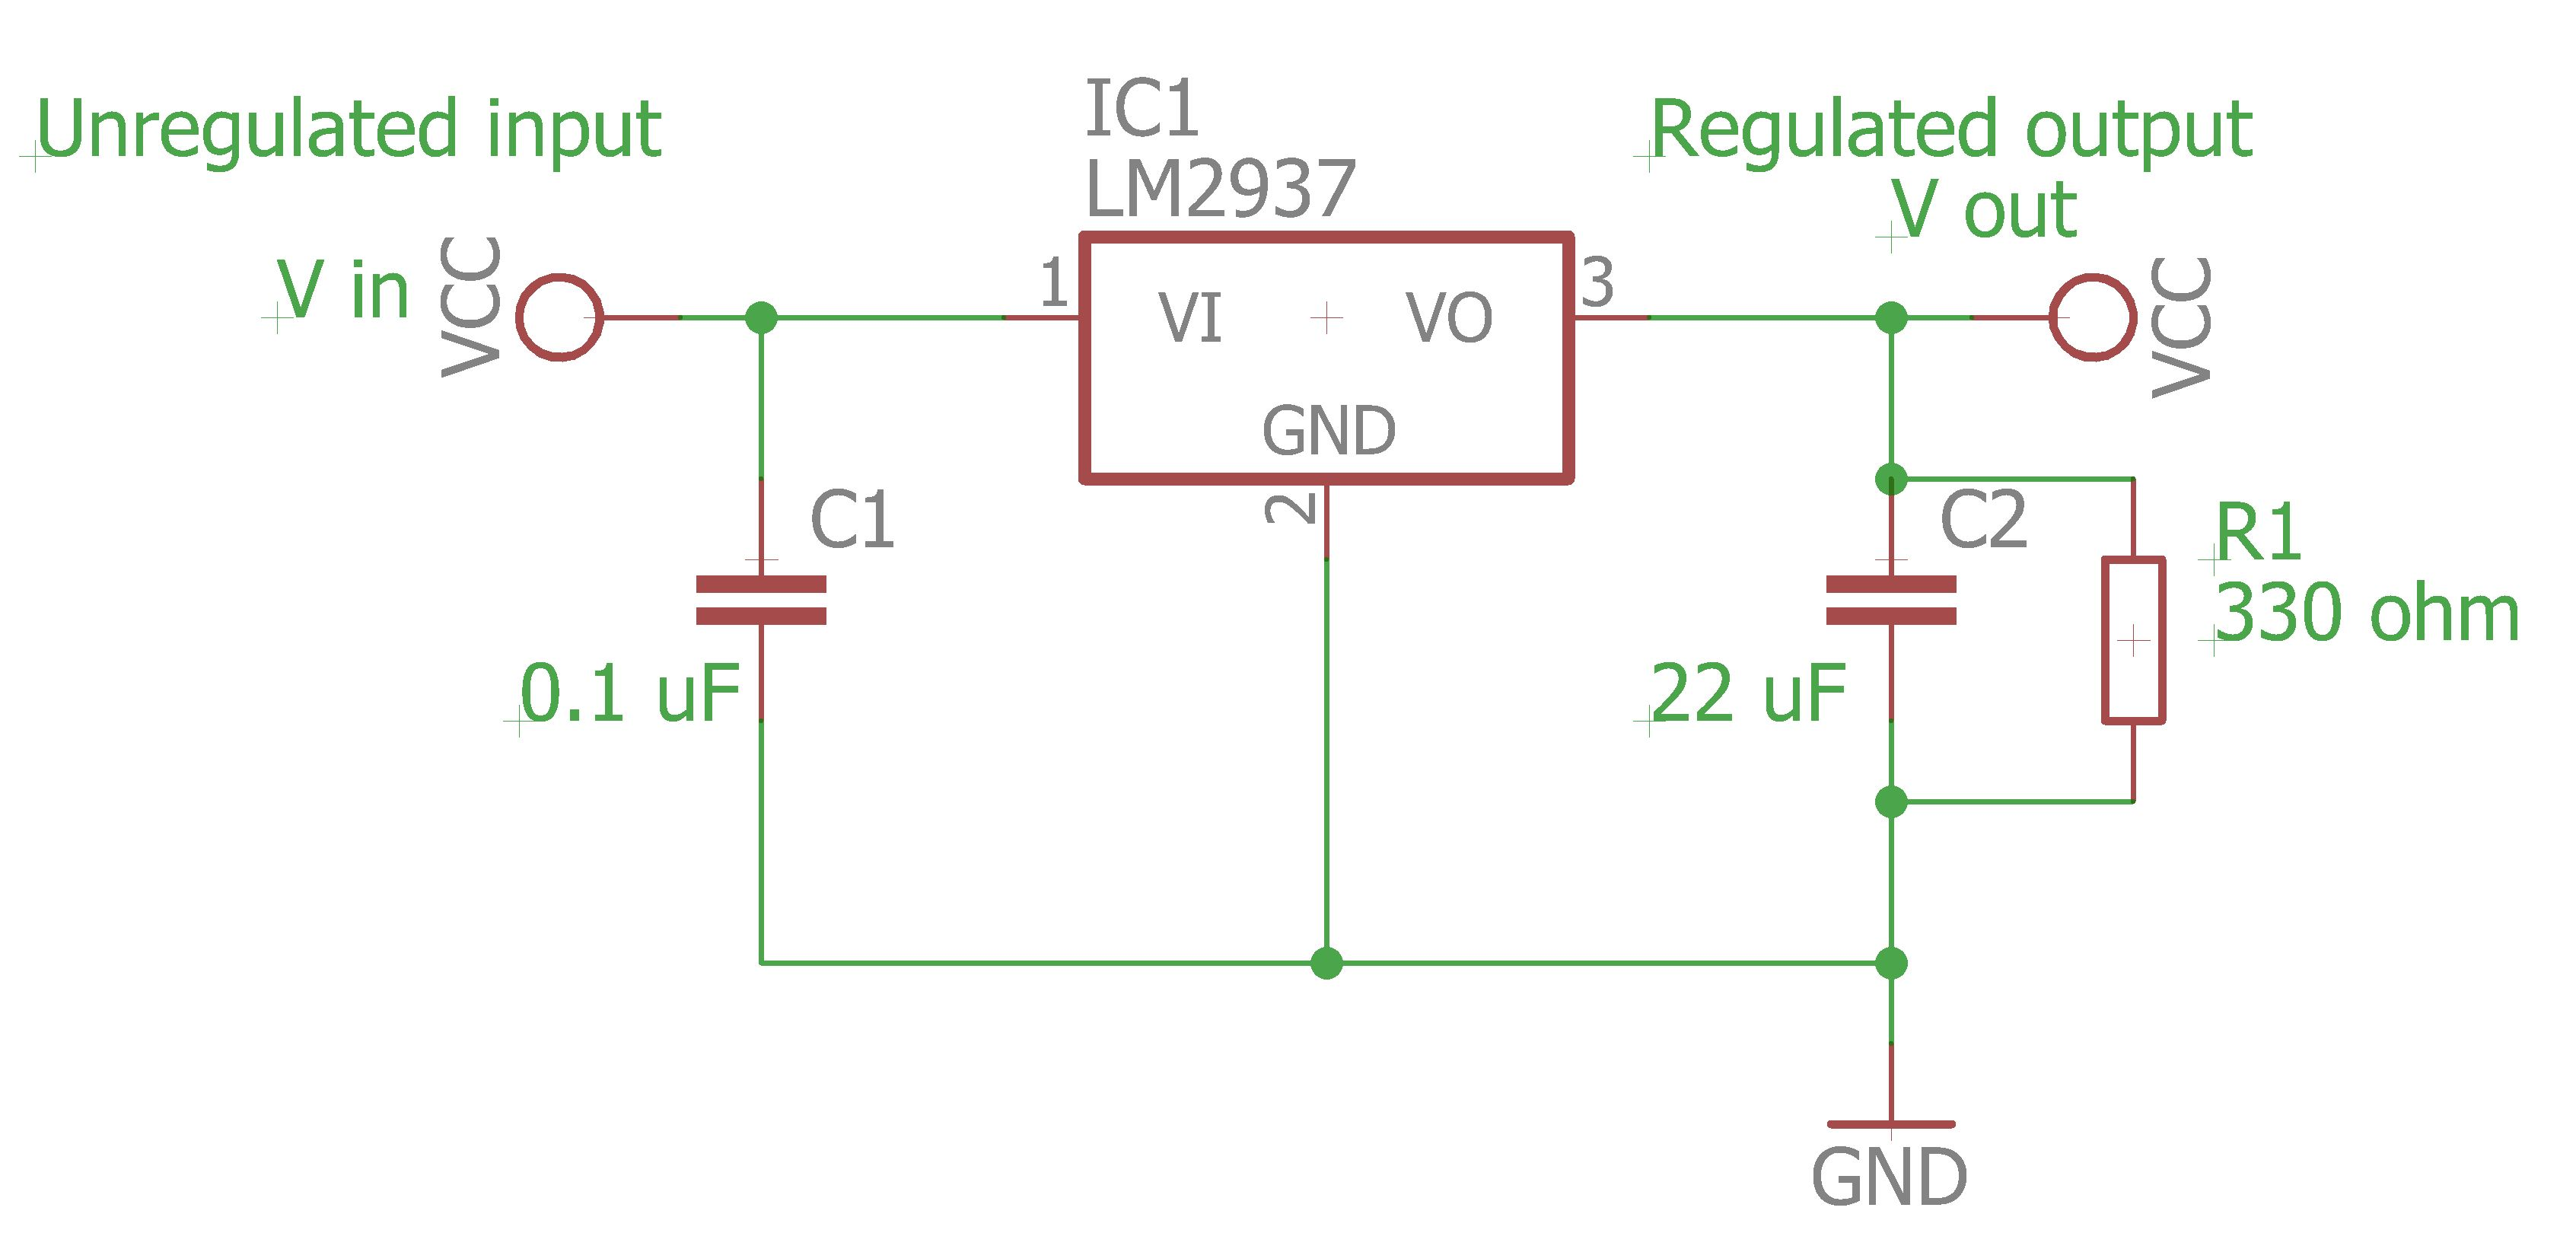 Unregulated input
IC1
LM2937
Regulated output
V out
V in
VCC
1
VI
VO
GND
3
VCC
2
C1
0.1 uF
C2
22 uF
R1
330 ohm
GND